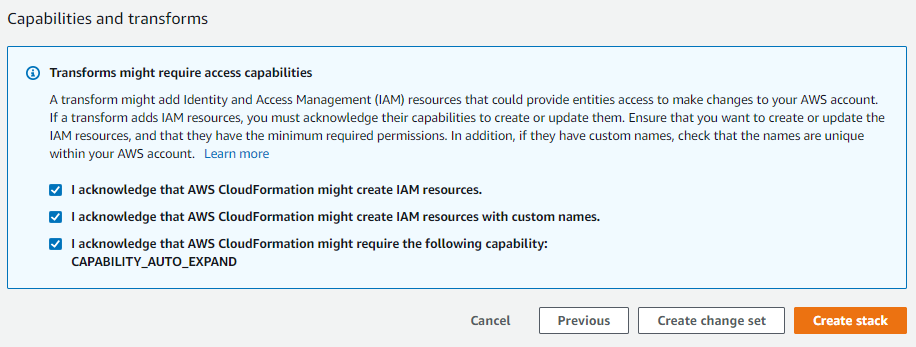 Capabilities and transforms
Transforms might require access capabilities
A transform might add Identity and Access Management (IAM) resources that could provide entities access to make changes to your AWS account.
If a transform adds IAM resources, you must acknowledge their capabilities to create or update them. Ensure that you want to create or update the
IAM resources, and that they have the minimum required permissions. In addition, if they have custom names, check that the names are unique
within your AWS account. Learn more
I acknowledge that AWS CloudFormation might create IAM resources.
I acknowledge that AWS CloudFormation might create IAM resources with custom names.
I acknowledge that AWS CloudFormation might require the following capability:
CAPABILITY_AUTO_EXPAND
Cancel Previous Create change set Create stack